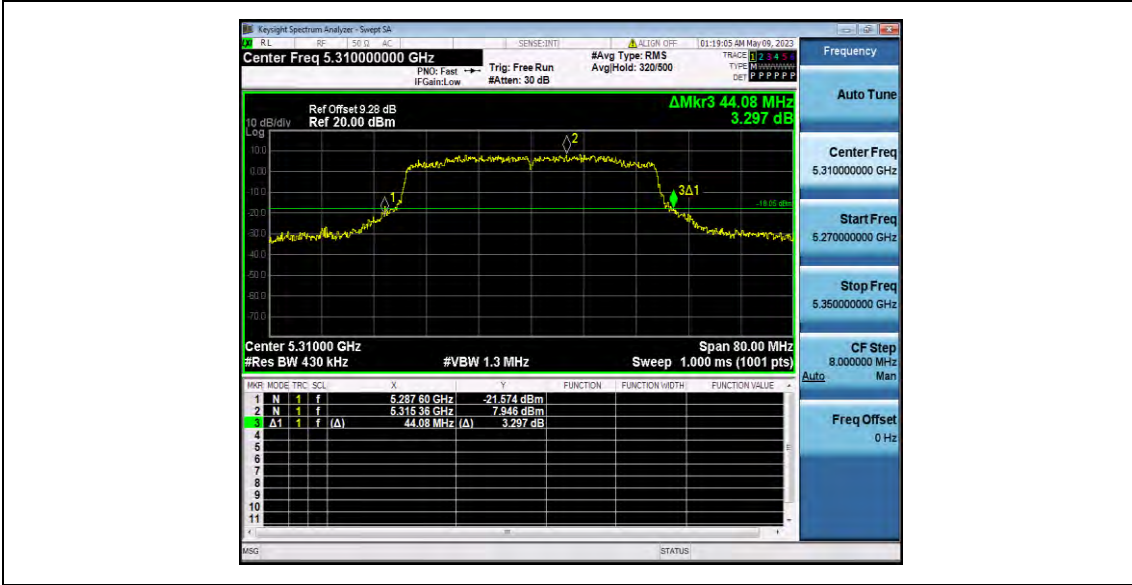 Keysight Spectrum Analyzer - Swept SA
RL RF 50 Ω AC SENSE:INT ALIGN OFF 01:19:05 AM May 09, 2023
Center Freq 5.310000000 GHz
PNO: Fast
IFGain:Low
Trig: Free Run
#Atten: 30 dB
#Avg Type: RMS
Avg|Hold: 320/500
TRACE 1 2 3 4 5 6
TYPE M
DET P P P P P P
Ref Offset 9.28 dB
10 dB/div Ref 20.00 dBm
Log
ΔMkr3 44.08 MHz
3.297 dB
10.0
0.00
-10.0
-20.0
-30.0
-40.0
-50.0
-60.0
-70.0
1
2
3Δ1
-18.05 dBm
Center 5.31000 GHz Span 80.00 MHz
#Res BW 430 kHz #VBW 1.3 MHz Sweep 1.000 ms (1001 pts)
MKR MODE TRC SCL X Y FUNCTION FUNCTION WIDTH FUNCTION VALUE
1 N 1 f 5.287 60 GHz -21.574 dBm
2 N 1 f 5.315 36 GHz 7.946 dBm
3 Δ1 1 f (Δ) 44.08 MHz (Δ) 3.297 dB
4
5
6
7
8
9
10
11
MSG STATUS
Frequency
Auto Tune
Center Freq
5.310000000 GHz
Start Freq
5.270000000 GHz
Stop Freq
5.350000000 GHz
CF Step
8.000000 MHz
Auto Man
Freq Offset
0 Hz